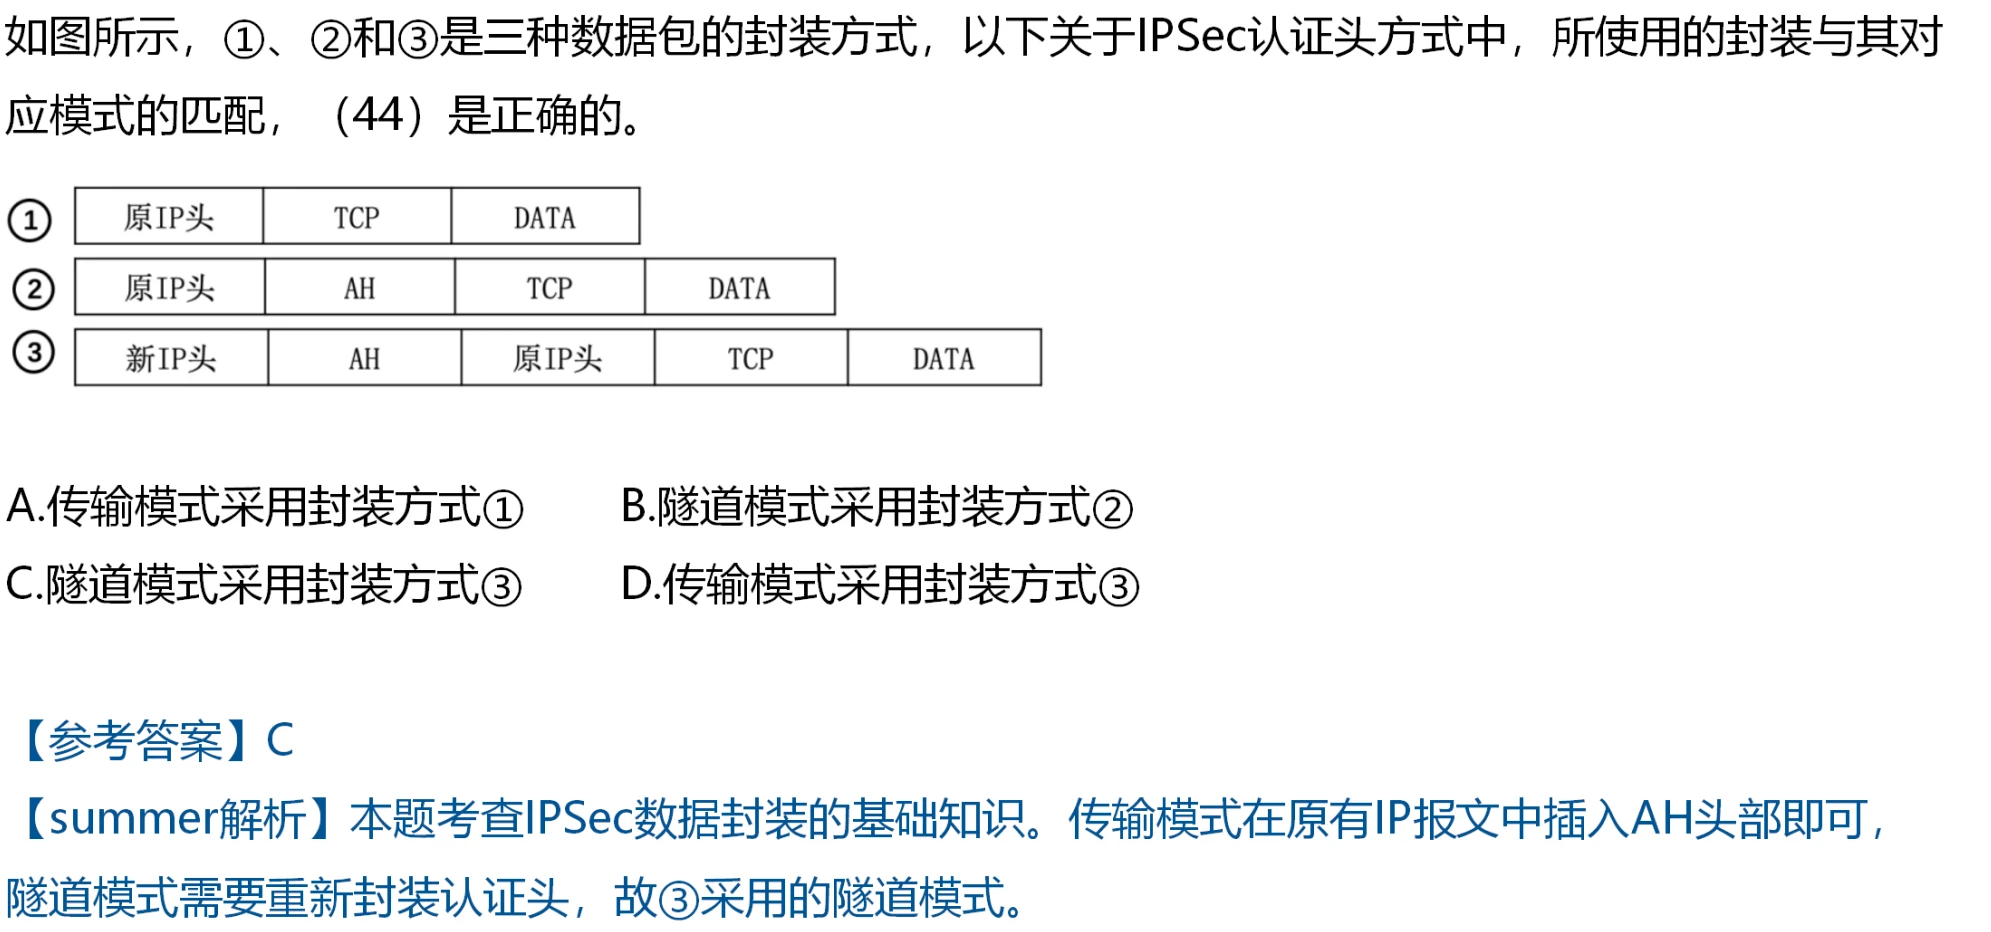 如图所示，①、②和③是三种数据包的封装方式，以下关于IPSec认证头方式中，所使用的封装与其对
应模式的匹配，（44）是正确的。
① 原IP头 TCP DATA
② 原IP头 AH TCP DATA
③ 新IP头 AH 原IP头 TCP DATA
A.传输模式采用封装方式① B.隧道模式采用封装方式②
C.隧道模式采用封装方式③ D.传输模式采用封装方式③
【参考答案】C
【summer解析】本题考查IPSec数据封装的基础知识。传输模式在原有IP报文中插入AH头部即可，
隧道模式需要重新封装认证头，故③采用的隧道模式。